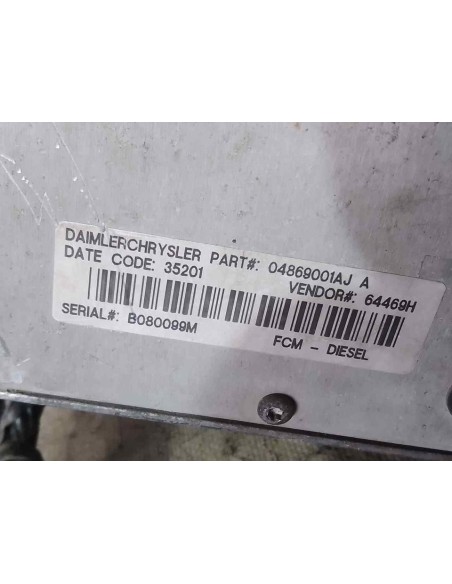 DAIMLERCHRYSLER PART#: 04869001AJ A
DATE CODE: 35201 VENDOR#: 64469H
SERIAL#: B080099M FCM - DIESEL